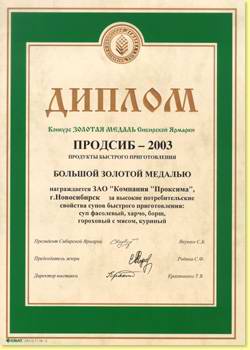 ДИПЛОМ
Конкурс ЗОЛОТАЯ МЕДАЛЬ Сибирской Ярмарки
ПРОДСИБ – 2003
ПРОДУКТЫ БЫСТРОГО ПРИГОТОВЛЕНИЯ
БОЛЬШОЙ ЗОЛОТОЙ МЕДАЛЬЮ
награждается ЗАО "Компания "Проксима",
г.Новосибирск за высокие потребительские
свойства супов быстрого приготовления:
суп фасолевый, харчо, борщ,
гороховый с мясом, куриный
Президент Сибирской Ярмарки
Председатель жюри
Директор выставки